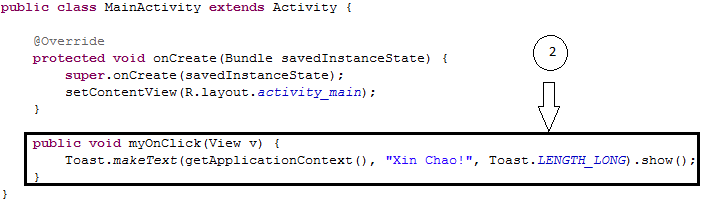 public class MainActivity extends Activity {
@Override
protected void onCreate(Bundle savedInstanceState) {
super.onCreate(savedInstanceState);
setContentView(R.layout.activity_main);
}
2
public void myOnClick(View v) {
Toast.makeText(getApplicationContext(), "Xin Chao!", Toast.LENGTH_LONG).show();
}
}